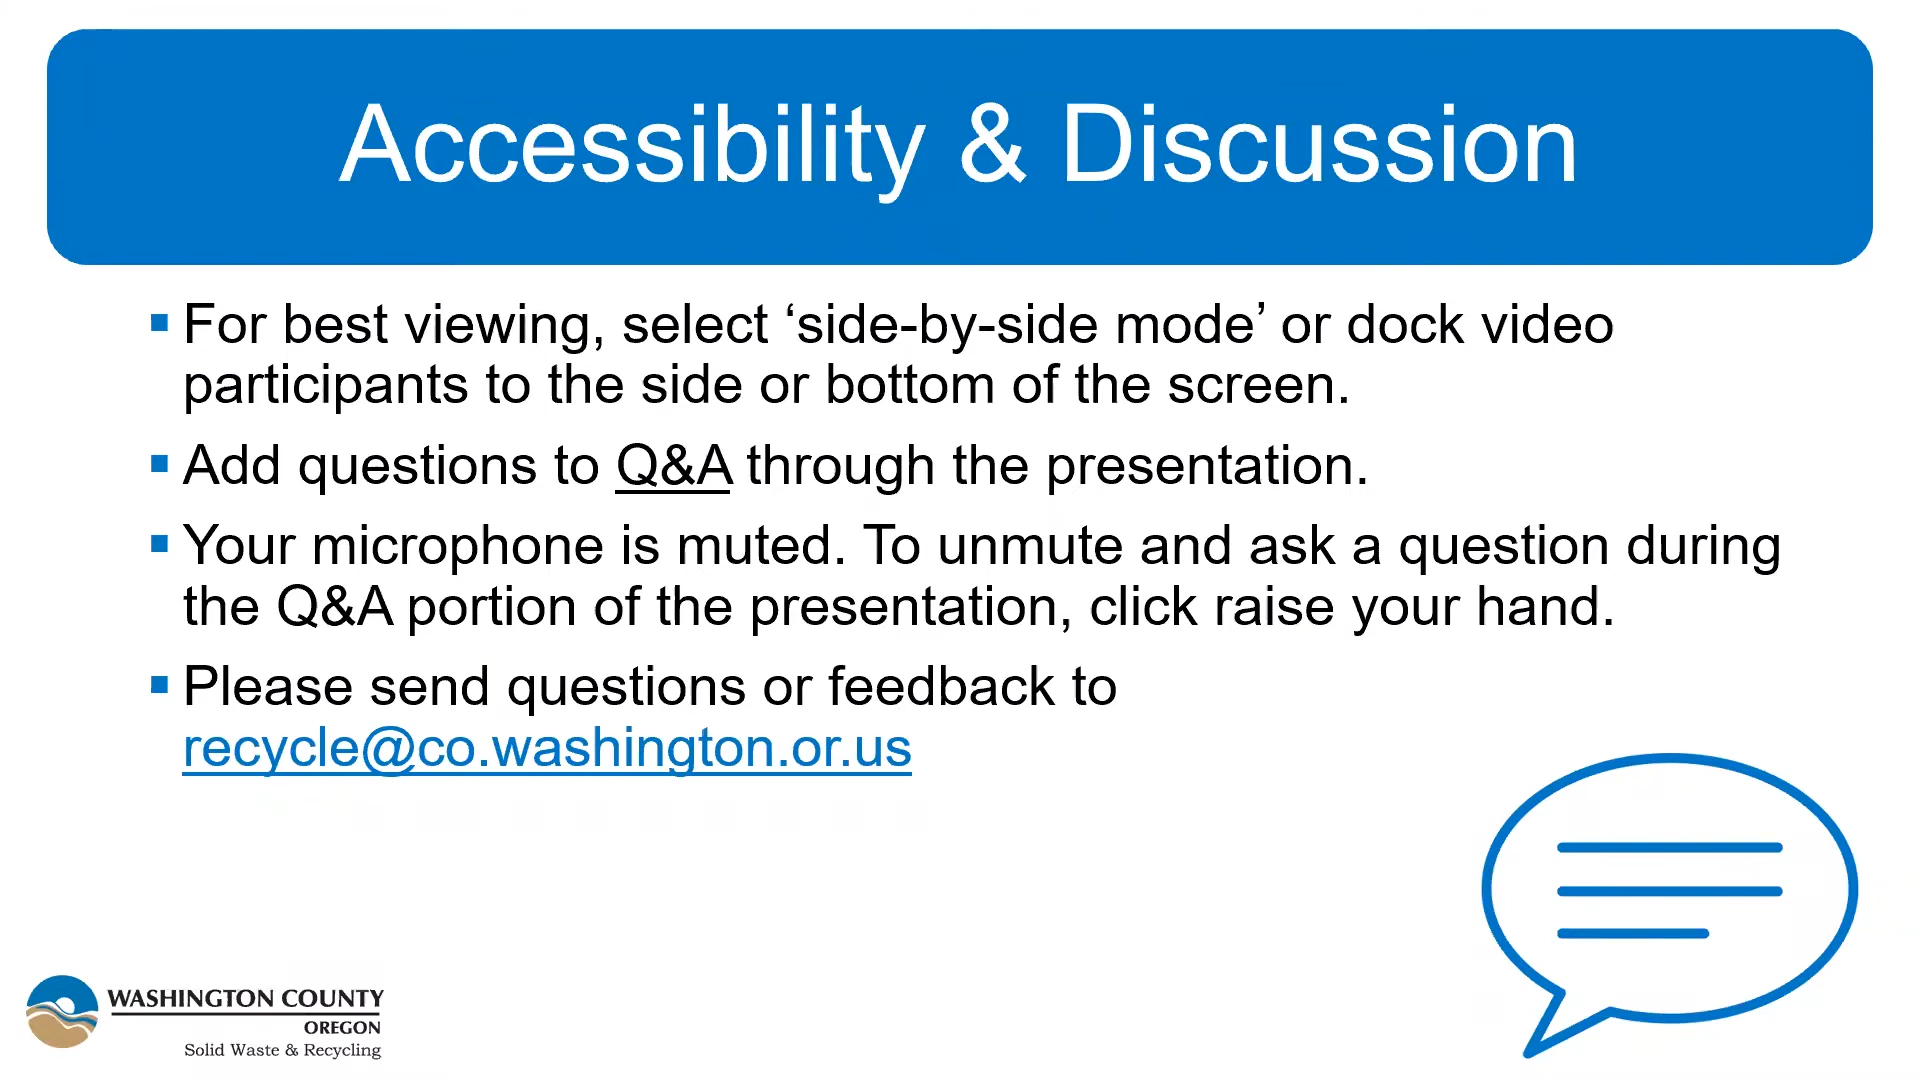 Accessibility & Discussion
▪ For best viewing, select ‘side-by-side mode’ or dock video
participants to the side or bottom of the screen.
▪ Add questions to Q&A through the presentation.
▪ Your microphone is muted. To unmute and ask a question during
the Q&A portion of the presentation, click raise your hand.
▪ Please send questions or feedback to
recycle@co.washington.or.us
WASHINGTON COUNTY
OREGON
Solid Waste & Recycling